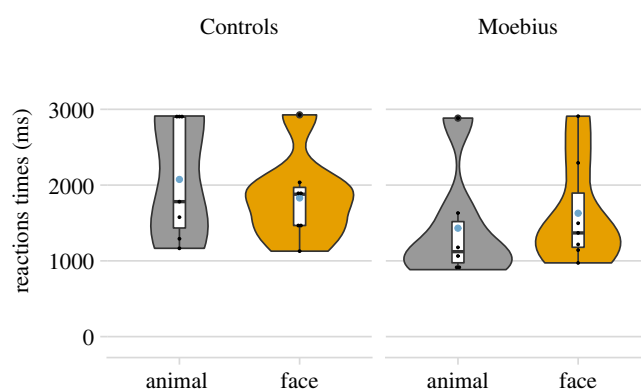 Controls
Moebius
reactions times (ms)
3000
2000
1000
0
animal
face
animal
face